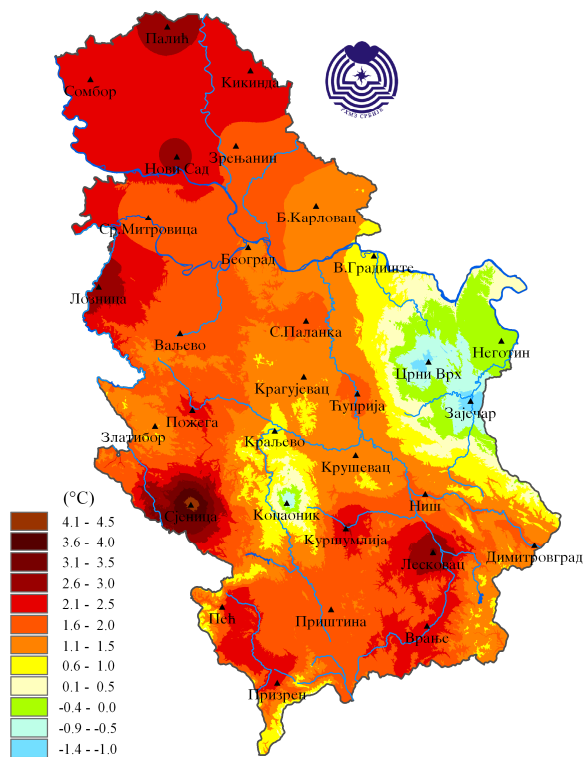 Палић
Сомбор
Кикинда
РХМЗ СРБИЈЕ
Нови Сад
Зрењанин
Ср.Митровица
Б.Карловац
Београд
В.Градиште
Лозница
С.Паланка
Ваљево
Неготин
Црни Врх
Крагујевац
Ћуприја
Зајечар
Пожега
Златибор
Краљево
Крушевац
Ниш
Сјеница
Копаоник
Куршумлија
Димитровград
Лесковац
Пећ
Приштина
Врање
Призрен
(°C)
4.1 - 4.5
3.6 - 4.0
3.1 - 3.5
2.6 - 3.0
2.1 - 2.5
1.6 - 2.0
1.1 - 1.5
0.6 - 1.0
0.1 - 0.5
-0.4 - 0.0
-0.9 - -0.5
-1.4 - -1.0